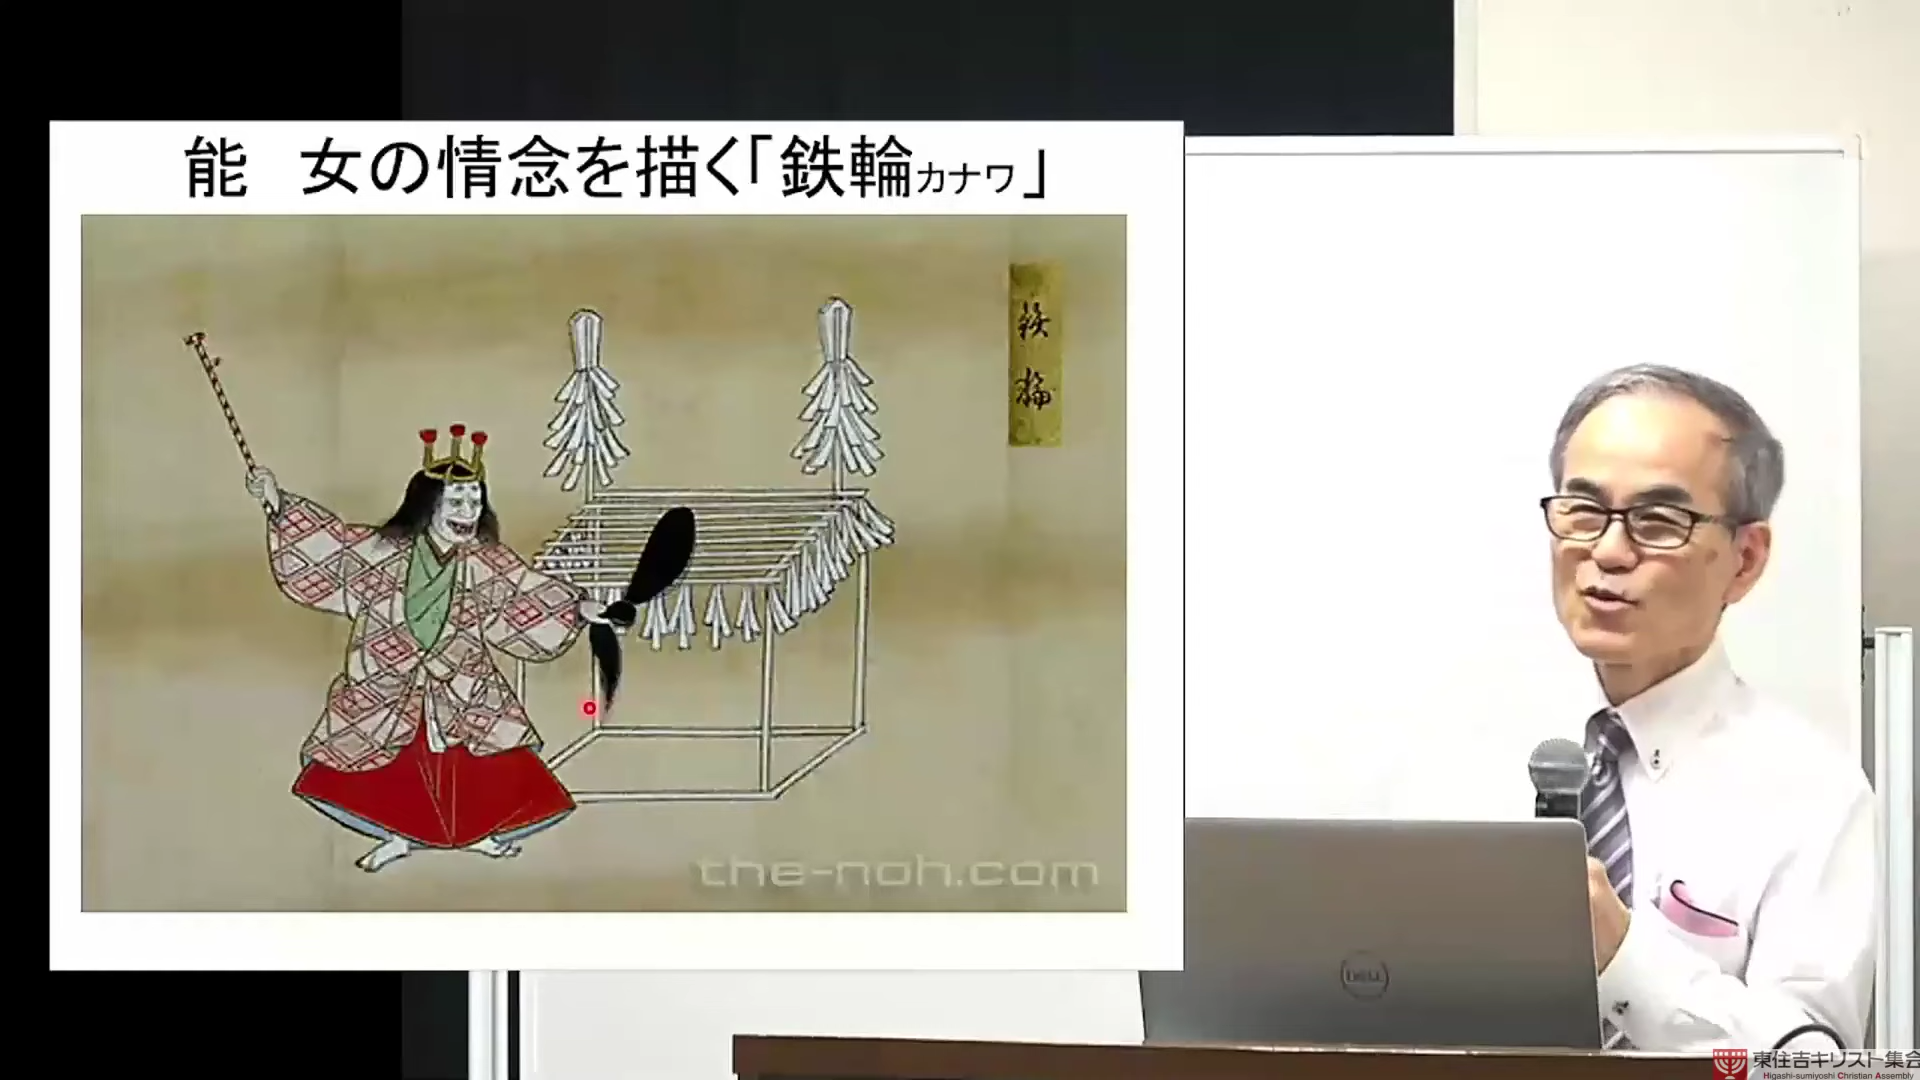 能　女の情念を描く「鉄輪カナワ」
鉄
輪
the-noh.com
DELL
東住吉キリスト集会
Higashi-sumiyoshi Christian Assembly